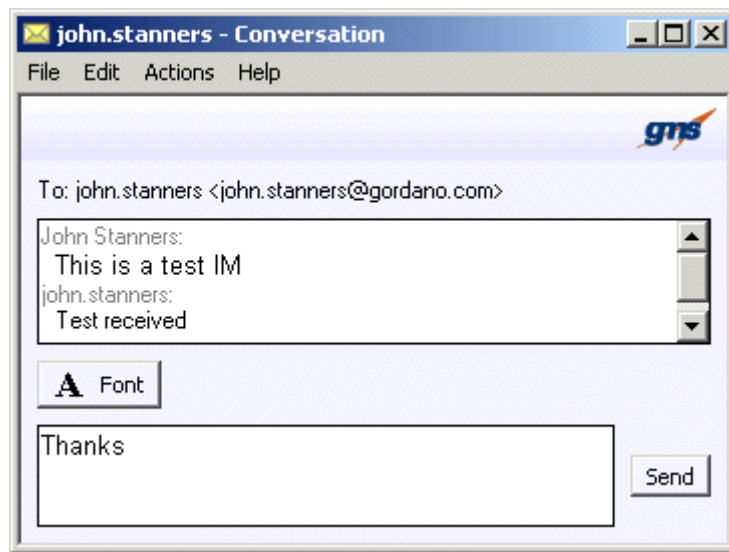 john.stanners - Conversation
File Edit Actions Help
gms
To: john.stanners <john.stanners@gordano.com>
John Stanners:
This is a test IM
john.stanners:
Test received
A Font
Thanks
Send